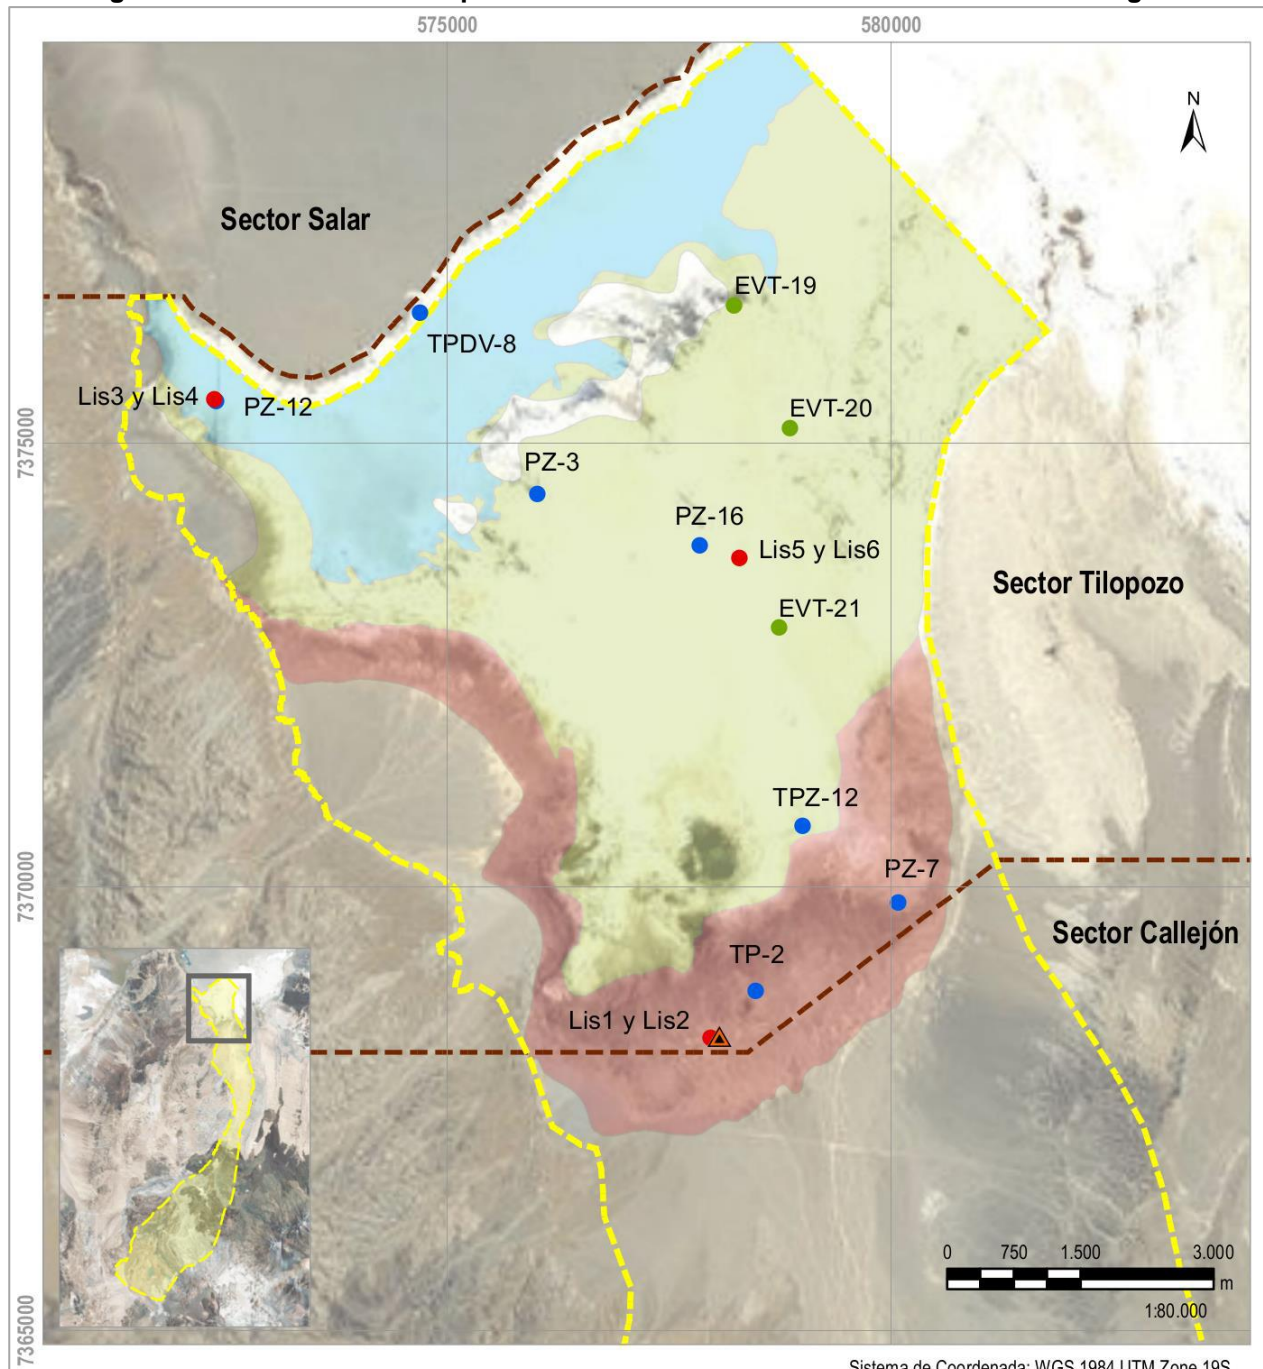 575000
580000
N
Sector Salar
EVT-19
TPDV-8
Lis3 y Lis4
PZ-12
EVT-20
7375000
PZ-3
PZ-16
Lis5 y Lis6
Sector Tilopozo
EVT-21
TPZ-12
PZ-7
7370000
Sector Callejón
TP-2
Lis1 y Lis2
0 750 1.500 3.000
m
1:80.000
7365000
Sistema de Coordenada: WGS 1984 UTM Zone 19S